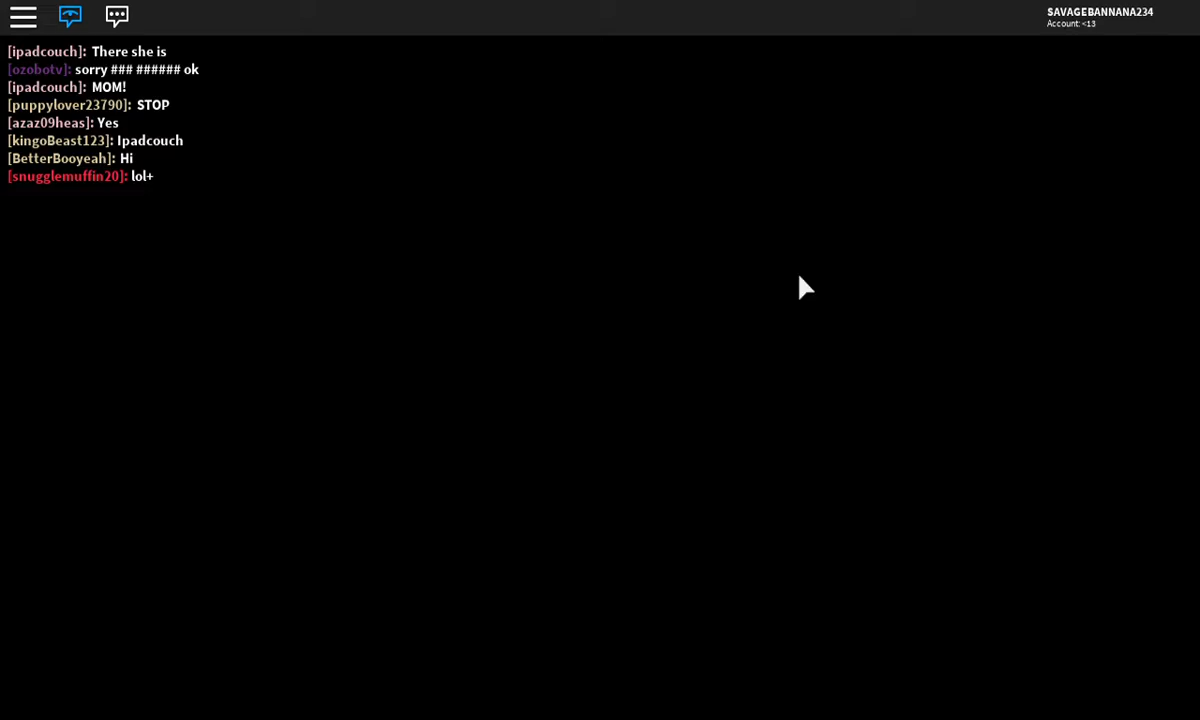 SAVAGEBANNANA234
Account: <13
[ipadcouch]: There she is
[ozobotv]: sorry ### ###### ok
[ipadcouch]: MOM!
[puppylover23790]: STOP
[azaz09heas]: Yes
[kingoBeast123]: Ipadcouch
[BetterBooyeah]: Hi
[snugglemuffin20]: lol+